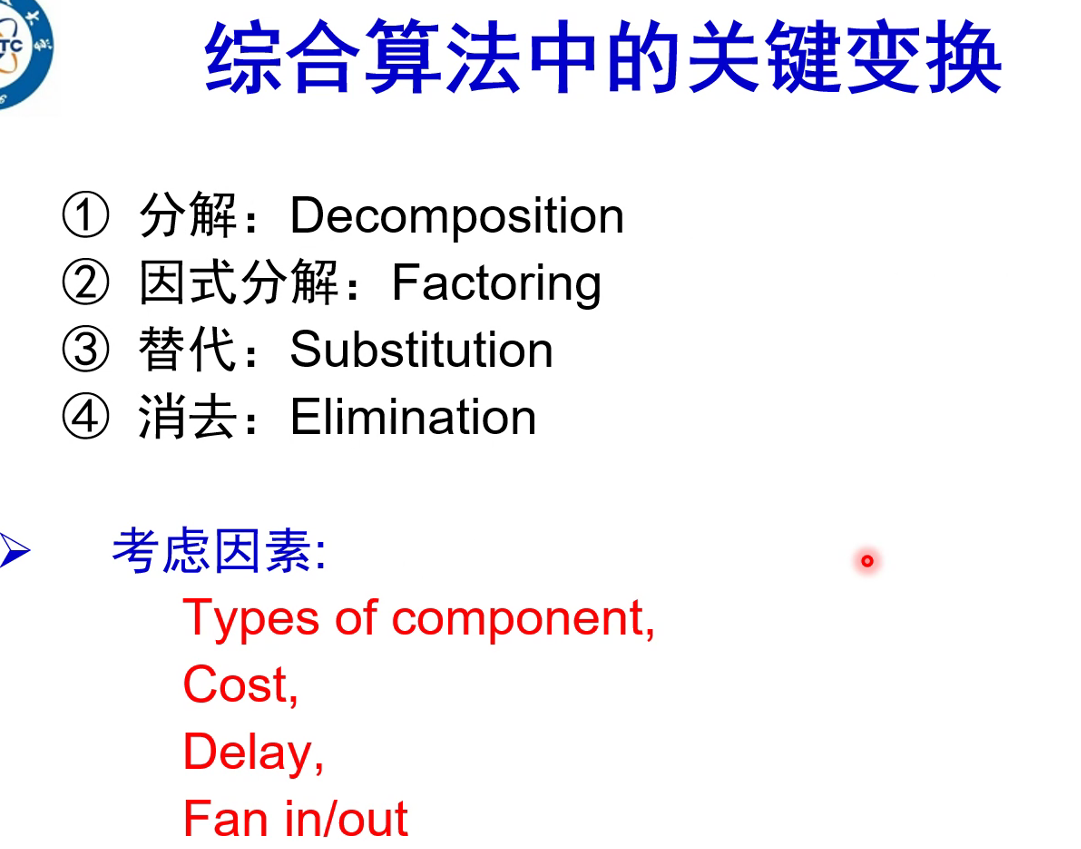 TC
综合算法中的关键变换
① 分解：Decomposition
② 因式分解：Factoring
③ 替代：Substitution
④ 消去：Elimination
➢ 考虑因素:
Types of component,
Cost,
Delay,
Fan in/out